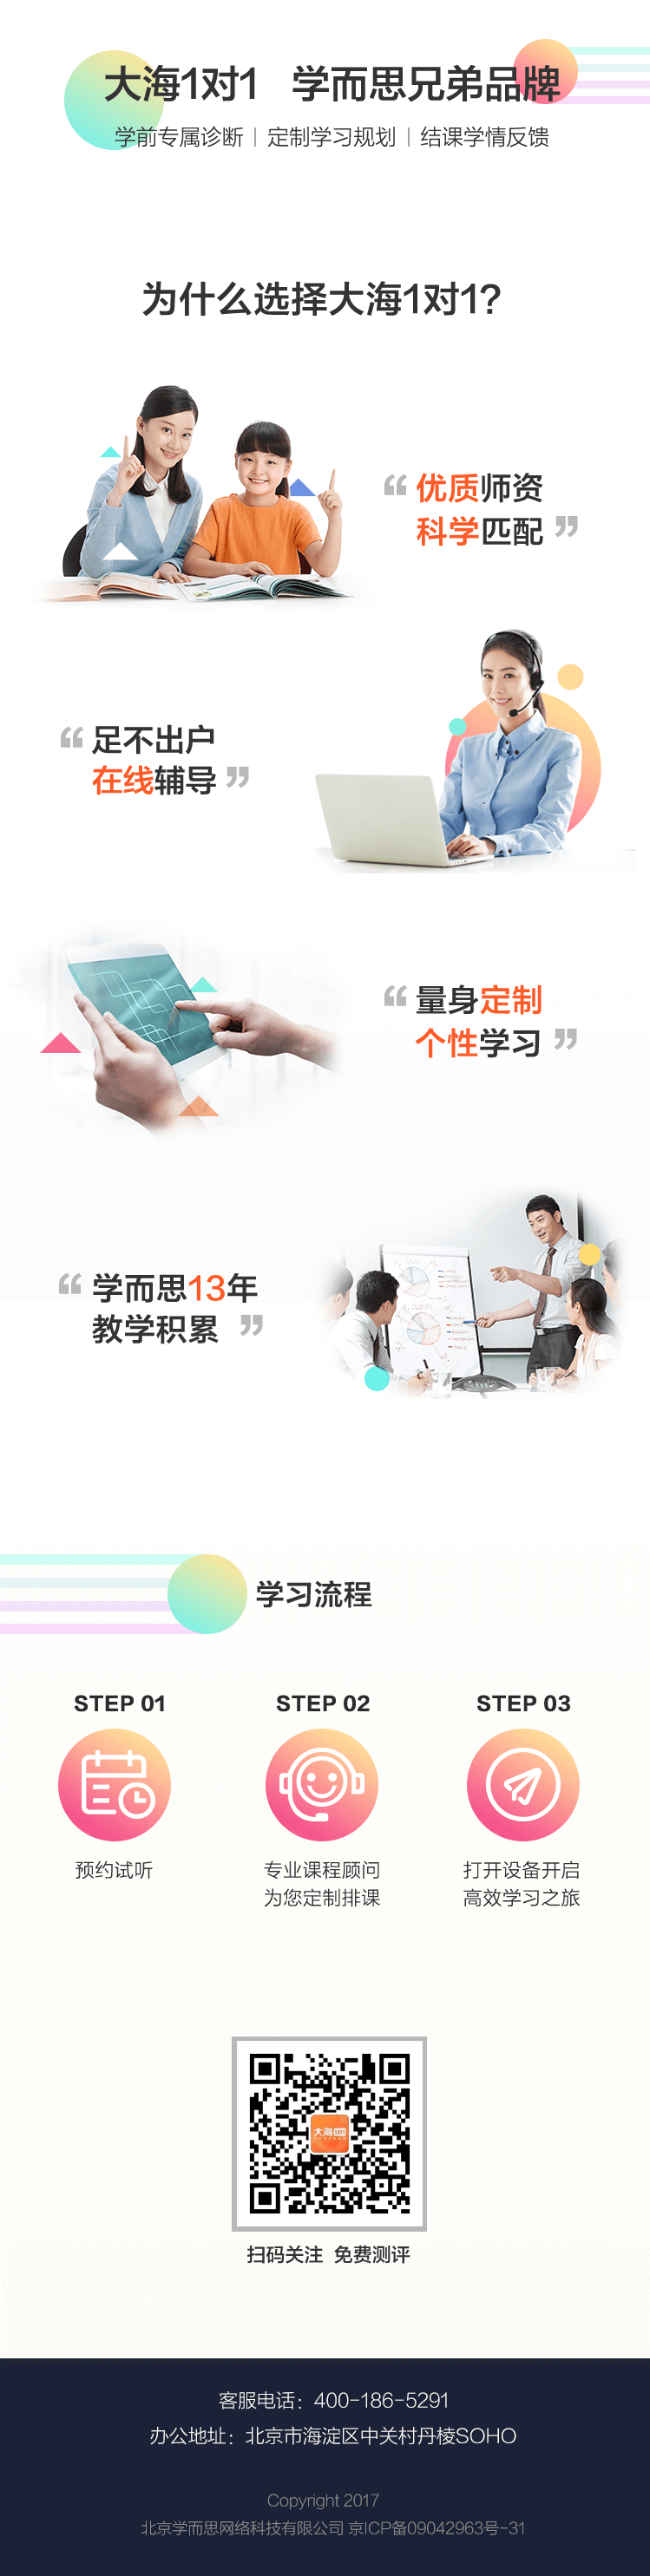 大海1对1 学而思兄弟品牌
学前专属诊断 | 定制学习规划 | 结课学情反馈
为什么选择大海1对1?
“ 优质师资
科学匹配 ”
“ 足不出户
在线辅导 ”
“ 量身定制
个性学习 ”
“ 学而思13年
教学积累 ”
学习流程
STEP 01
STEP 02
STEP 03
预约试听
专业课程顾问
为您定制排课
打开设备开启
高效学习之旅
大海
扫码关注 免费测评
客服电话：400-186-5291
办公地址：北京市海淀区中关村丹棱SOHO
Copyright 2017
北京学而思网络科技有限公司 京ICP备09042963号-31